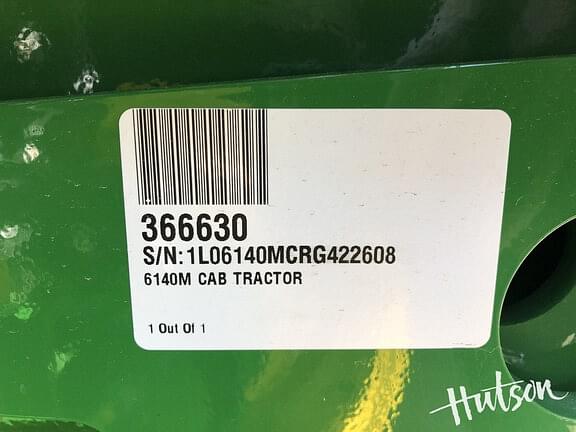 366630
S/N:1L06140MCRG422608
6140M CAB TRACTOR
1 Out Of 1
Hutson